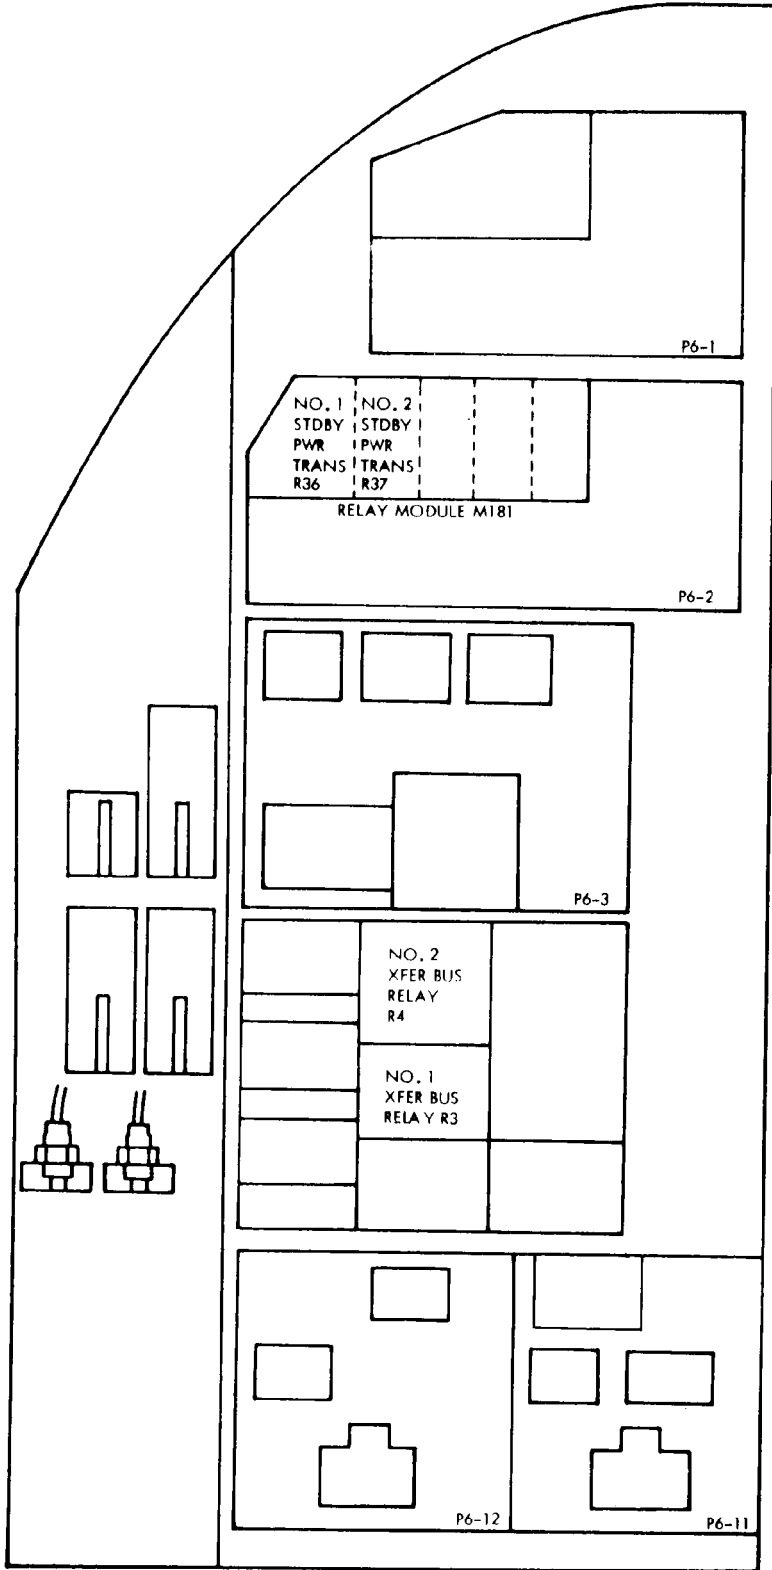 P6-1
NO. 1
STDBY
PWR
TRANS
R36
NO. 2
STDBY
PWR
TRANS
R37
RELAY MODULE M181
P6-2
P6-3
NO. 2
XFER BUS
RELAY
R4
NO. 1
XFER BUS
RELAY R3
P6-12
P6-11